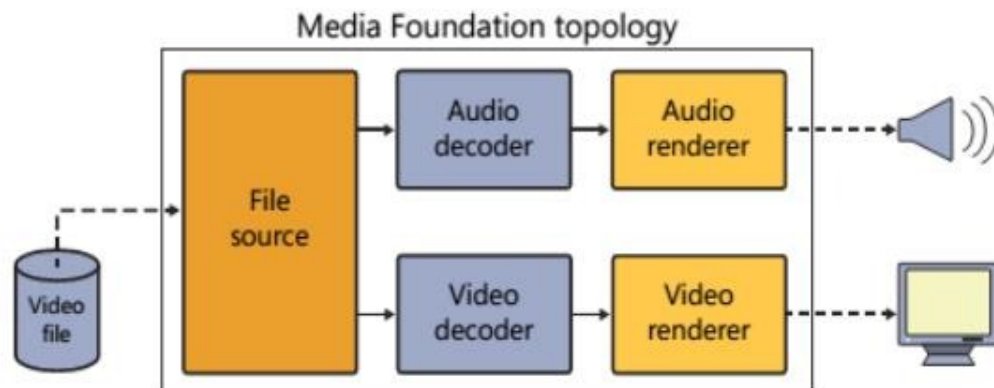 Media Foundation topology
Audio
decoder
Audio
renderer
File
source
Video
file
Video
decoder
Video
renderer